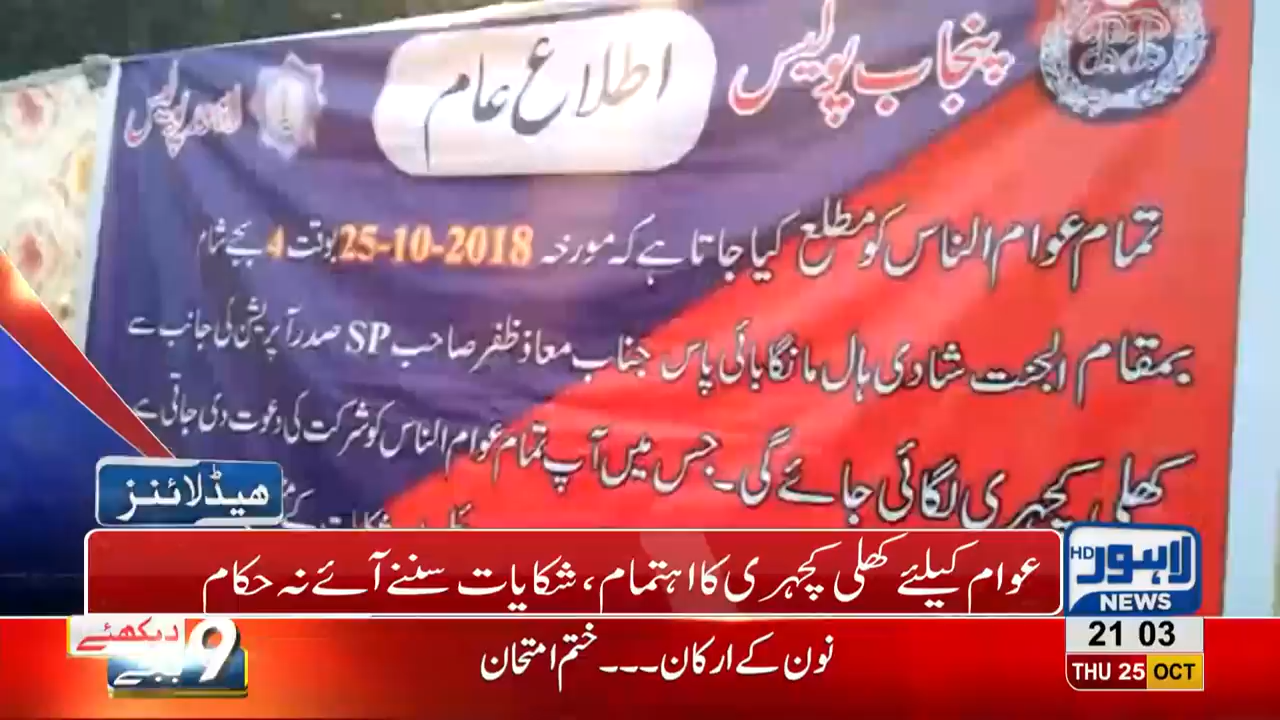 پنجاب پولیس
اطلاع عام
لاہور پولیس
تمام عوام الناس کو مطلع کیا جاتا ہے کہ مورخہ 25-10-2018 بوقت 4 بجے شام
بمقام الجنت شادی ہال مانگا بائی پاس جناب معاذ ظفر صاحب SP صدر آپریشن کی جانب سے
کھلی کچہری لگائی جائے گی۔ جس میں آپ تمام عوام الناس کو شرکت کی دعوت دی جاتی ہے
ھیڈلائنز
عوام کیلئے کھلی کچہری کا اہتمام، شکایات سننے آئے نہ حکام
لاہور HD
NEWS
نون کے ارکان۔۔۔ ختم امتحان
دیکھئے 9 بجے
21 03
THU 25 OCT